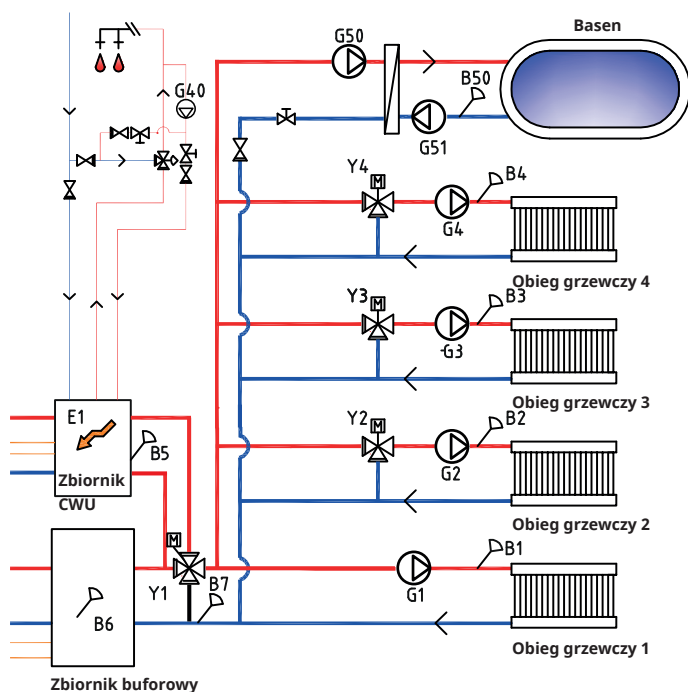 Basen
G50
B50
G40
G51
Y4
M
B4
G4
Obieg grzewczy 4
Y3
M
B3
-G3
Obieg grzewczy 3
Y2
M
B2
G2
Obieg grzewczy 2
E1
B5
Zbiornik
CWU
M
Y1
B7
B1
G1
B6
Obieg grzewczy 1
Zbiornik buforowy